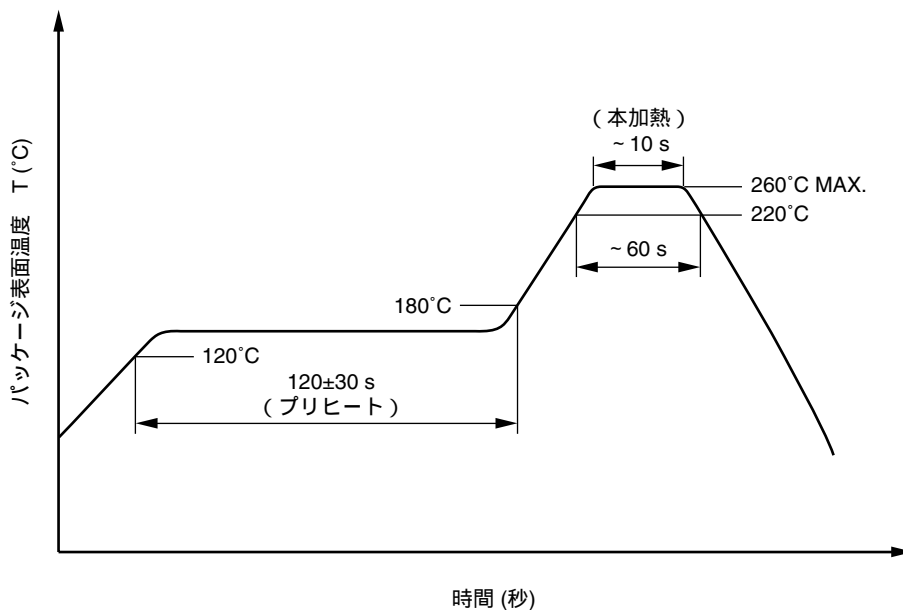 (本加熱)
~ 10 s
260˚C MAX.
220˚C
~ 60 s
180˚C
120˚C
120±30 s
(プリヒート)
パッケージ表面温度 T (˚C)
時間 (秒)